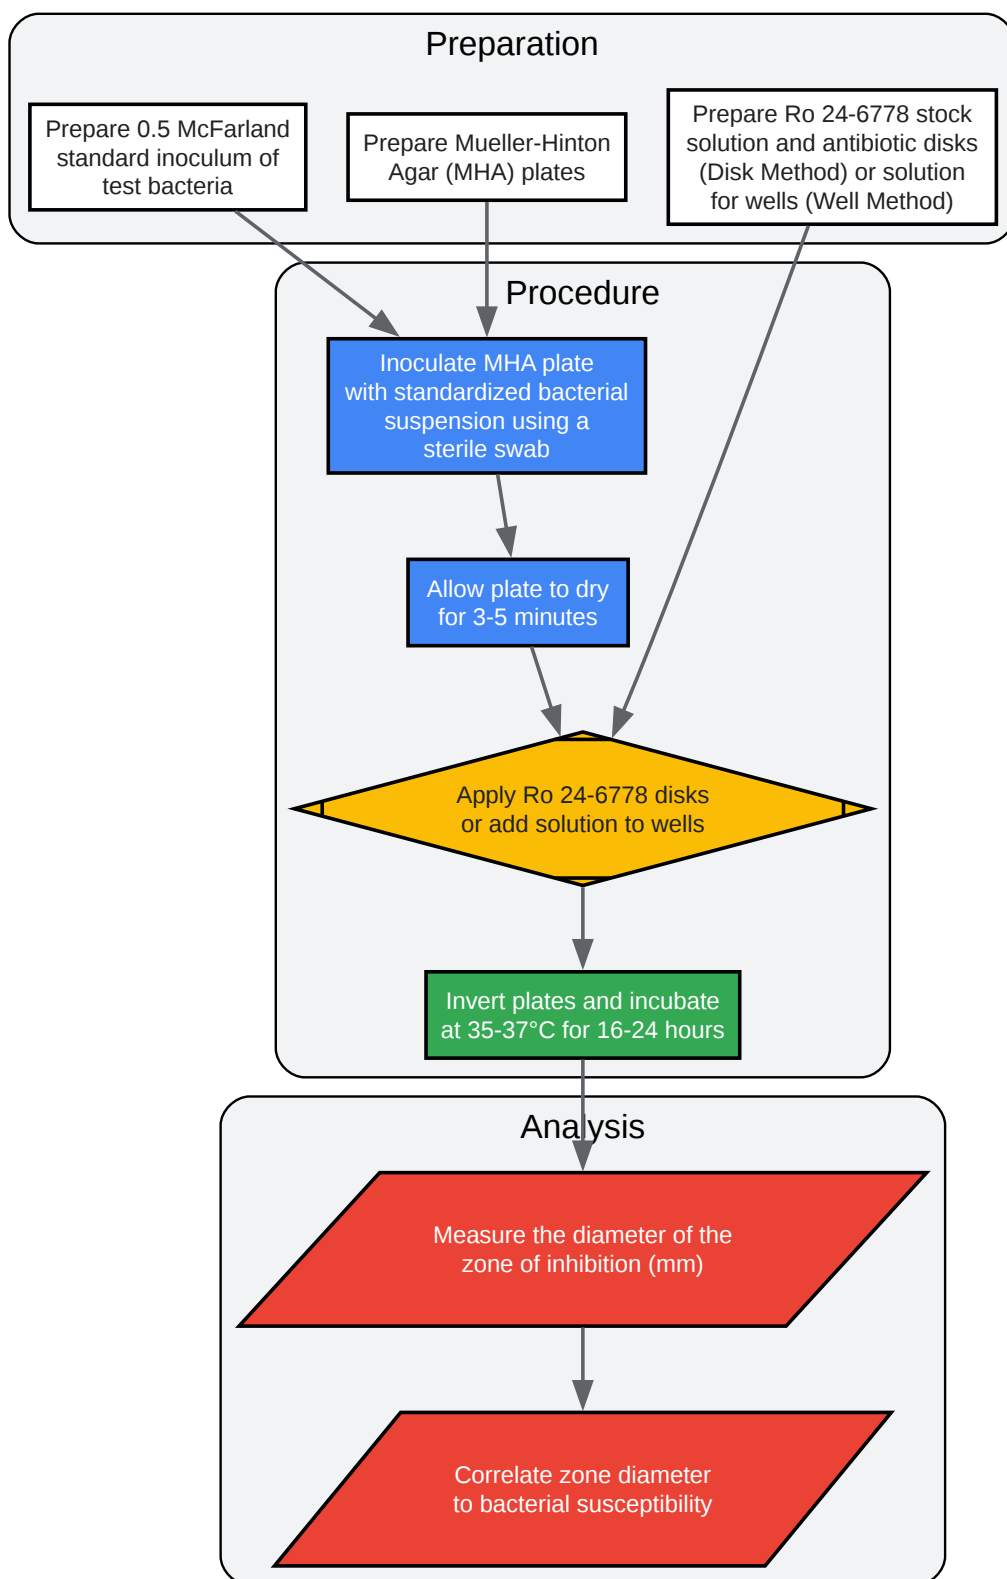 Preparation
Prepare 0.5 McFarland
standard inoculum of
test bacteria
Prepare Mueller-Hinton
Agar (MHA) plates
Prepare Ro 24-6778 stock
solution and antibiotic disks
(Disk Method) or solution
for wells (Well Method)
Procedure
Inoculate MHA plate
with standardized bacterial
suspension using a
sterile swab
Allow plate to dry
for 3-5 minutes
Apply Ro 24-6778 disks
or add solution to wells
Invert plates and incubate
at 35-37°C for 16-24 hours
Analysis
Measure the diameter of the
zone of inhibition (mm)
Correlate zone diameter
to bacterial susceptibility